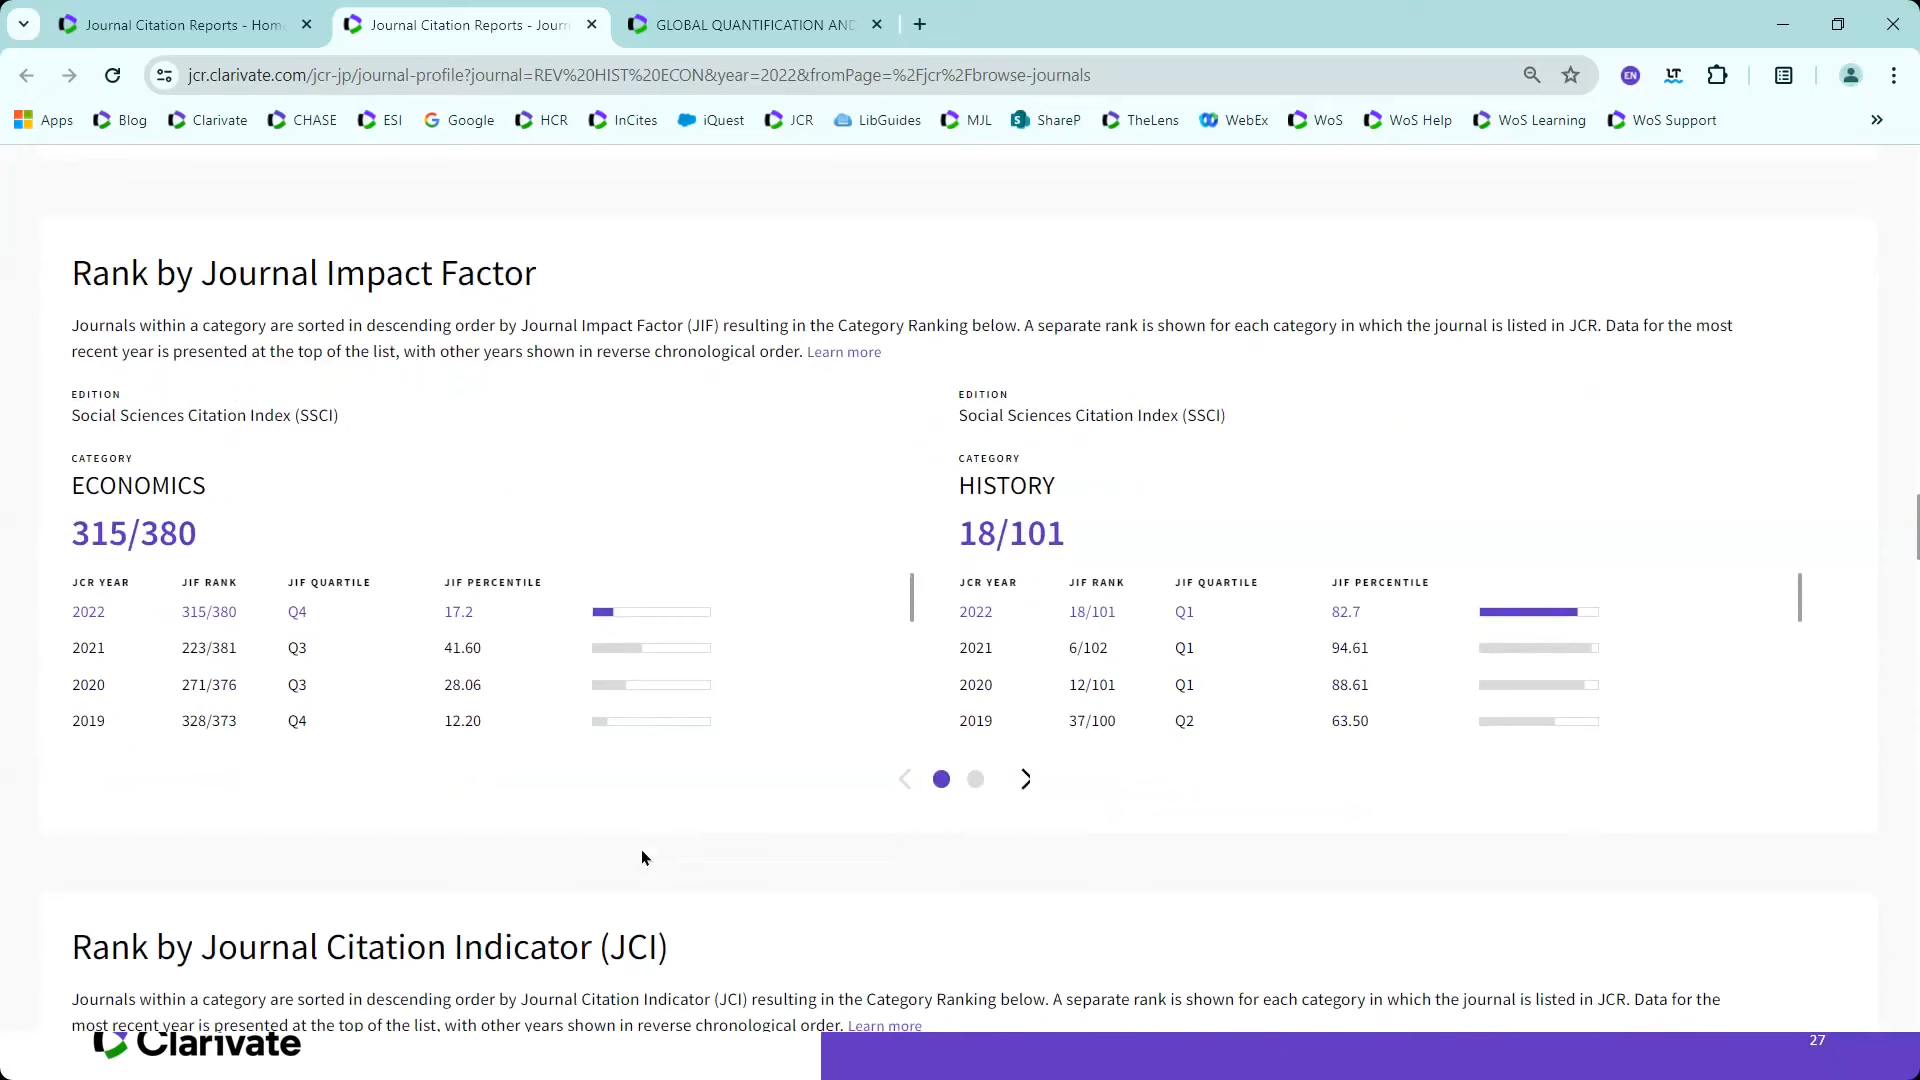 Journal Citation Reports - Hom
Journal Citation Reports - Journ
GLOBAL QUANTIFICATION AND
jcr.clarivate.com/jcr-jp/journal-profile?journal=REV%20HIST%20ECON&year=2022&fromPage=%2Fjcr%2Fbrowse-journals
EN
LT
Apps
Blog
Clarivate
CHASE
ESI
Google
HCR
InCites
iQuest
JCR
LibGuides
MJL
ShareP
TheLens
WebEx
WoS
WoS Help
WoS Learning
WoS Support
Rank by Journal Impact Factor
Journals within a category are sorted in descending order by Journal Impact Factor (JIF) resulting in the Category Ranking below. A separate rank is shown for each category in which the journal is listed in JCR. Data for the most
recent year is presented at the top of the list, with other years shown in reverse chronological order. Learn more
EDITION
Social Sciences Citation Index (SSCI)
CATEGORY
ECONOMICS
315/380
JCR YEAR JIF RANK JIF QUARTILE JIF PERCENTILE
2022 315/380 Q4 17.2
2021 223/381 Q3 41.60
2020 271/376 Q3 28.06
2019 328/373 Q4 12.20
EDITION
Social Sciences Citation Index (SSCI)
CATEGORY
HISTORY
18/101
JCR YEAR JIF RANK JIF QUARTILE JIF PERCENTILE
2022 18/101 Q1 82.7
2021 6/102 Q1 94.61
2020 12/101 Q1 88.61
2019 37/100 Q2 63.50
Rank by Journal Citation Indicator (JCI)
Journals within a category are sorted in descending order by Journal Citation Indicator (JCI) resulting in the Category Ranking below. A separate rank is shown for each category in which the journal is listed in JCR. Data for the
most recent year is presented at the top of the list, with other years shown in reverse chronological order. Learn more
Clarivate
27